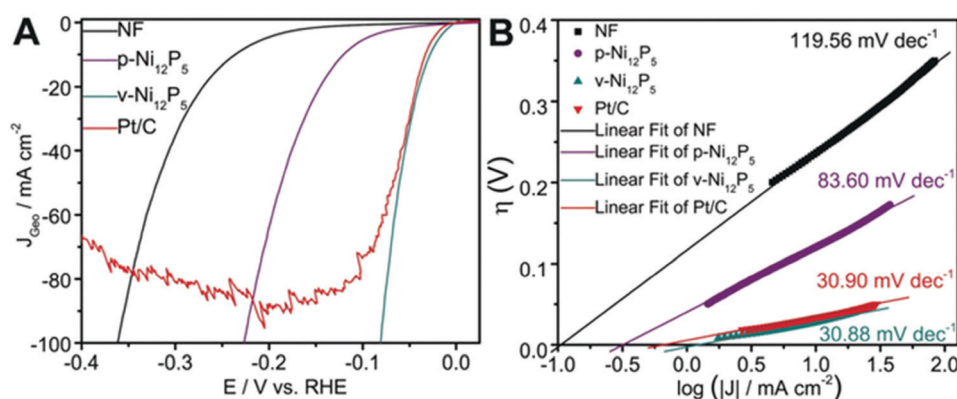 A
NF
p-Ni₁₂P₅
v-Ni₁₂P₅
Pt/C
0
-20
-40
-60
-80
-100
J_Geo / mA cm⁻²
-0.4
-0.3
-0.2
-0.1
0.0
E / V vs. RHE
B
NF
p-Ni₁₂P₅
v-Ni₁₂P₅
Pt/C
Linear Fit of NF
Linear Fit of p-Ni₁₂P₅
Linear Fit of v-Ni₁₂P₅
Linear Fit of Pt/C
119.56 mV dec⁻¹
83.60 mV dec⁻¹
30.90 mV dec⁻¹
30.88 mV dec⁻¹
0.4
0.3
0.2
0.1
0.0
η (V)
-1.0
-0.5
0.0
0.5
1.0
1.5
2.0
log (|J| / mA cm⁻²)